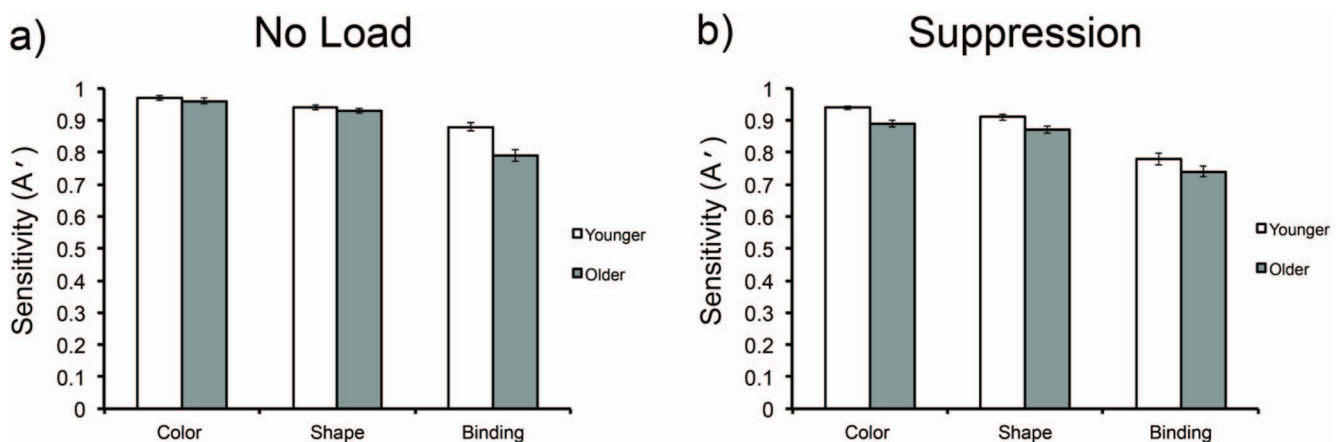 a) No Load
Sensitivity (A′)
1
0.9
0.8
0.7
0.6
0.5
0.4
0.3
0.2
0.1
0
Color Shape Binding
Younger
Older
b) Suppression
Sensitivity (A′)
1
0.9
0.8
0.7
0.6
0.5
0.4
0.3
0.2
0.1
0
Color Shape Binding
Younger
Older